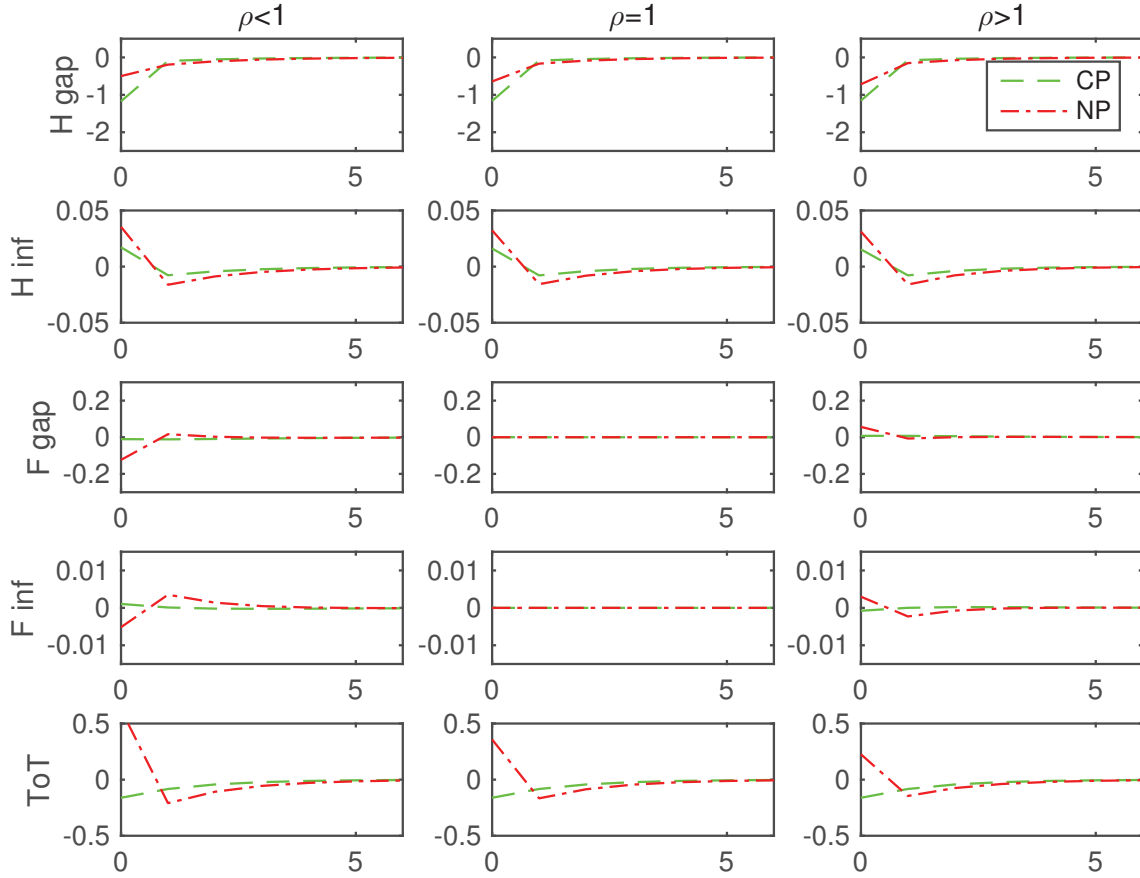 ρ<1 ρ=1 ρ>1
H gap
0 0 0
-1 -1 -1
-2 -2 -2
CP
NP
0 5 0 5 0 5
H inf
0.05 0.05 0.05
0 0 0
-0.05 -0.05 -0.05
0 5 0 5 0 5
F gap
0.2 0.2 0.2
0 0 0
-0.2 -0.2 -0.2
0 5 0 5 0 5
F inf
0.01 0.01 0.01
0 0 0
-0.01 -0.01 -0.01
0 5 0 5 0 5
ToT
0.5 0.5 0.5
0 0 0
-0.5 -0.5 -0.5
0 5 0 5 0 5